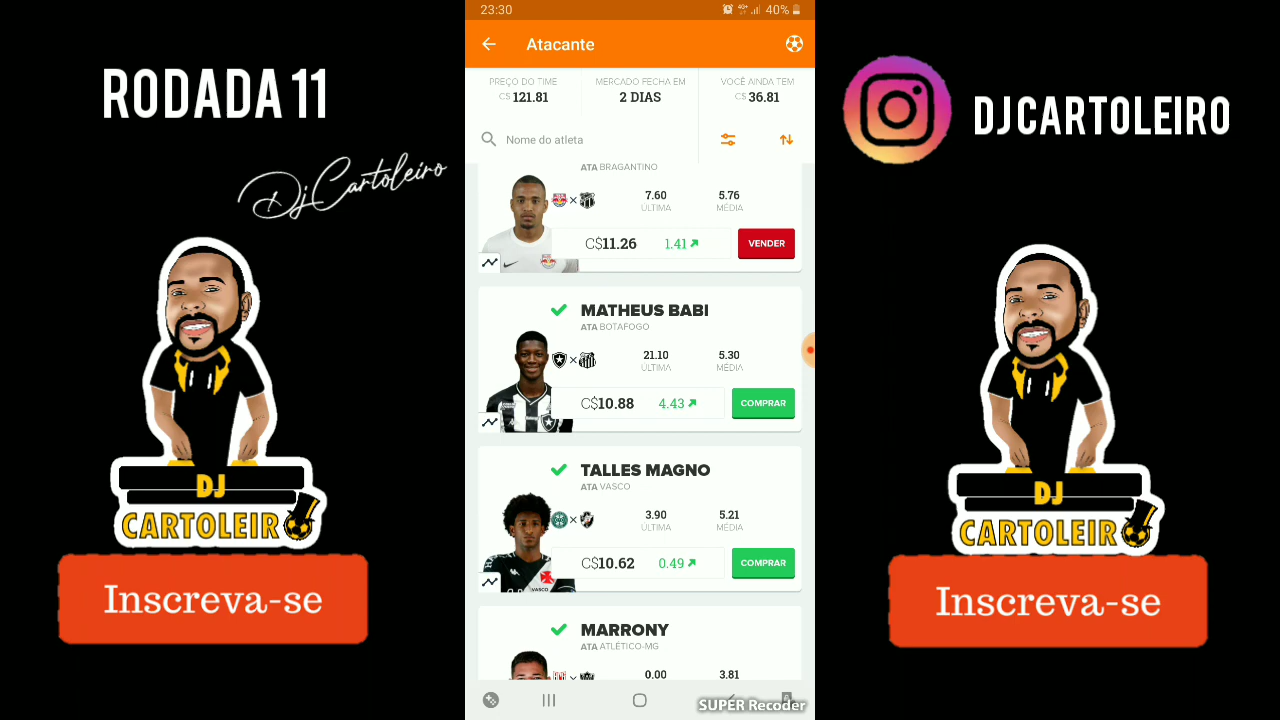 RODADA 11
DjCartoleiro
DJ
CARTOLEIRO
Inscreva-se
23:30
4G+
40%
Atacante
PREÇO DO TIME
C$ 121.81
MERCADO FECHA EM
2 DIAS
VOCÊ AINDA TEM
C$ 36.81
Nome do atleta
ATA BRAGANTINO
7.60
ÚLTIMA
5.76
MÉDIA
C$11.26
1.41
VENDER
MATHEUS BABI
ATA BOTAFOGO
21.10
ÚLTIMA
5.30
MÉDIA
C$10.88
4.43
COMPRAR
TALLES MAGNO
ATA VASCO
3.90
ÚLTIMA
5.21
MÉDIA
C$10.62
0.49
COMPRAR
VASCO
MARRONY
ATA ATLÉTICO-MG
0.00
3.81
SUPER Recoder
DJCARTOLEIRO
DJ
CARTOLEIRO
Inscreva-se